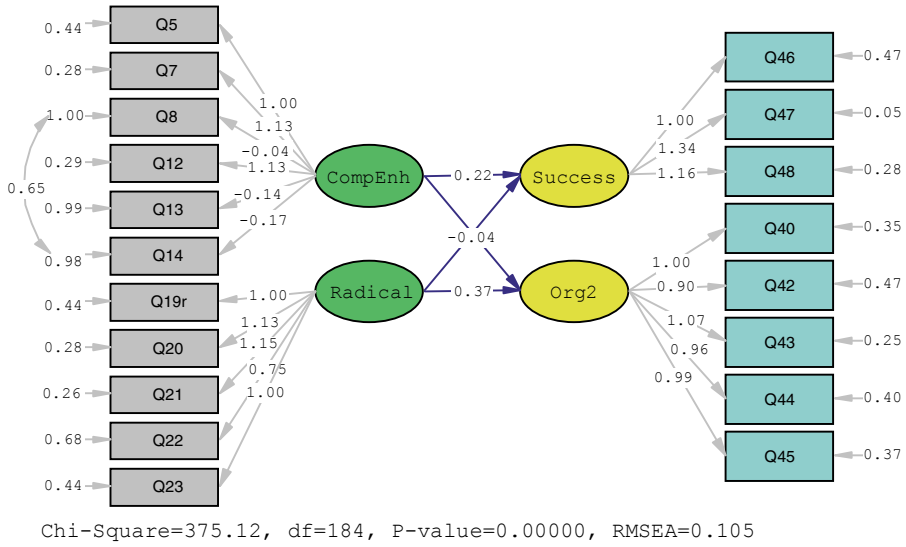 0.44 Q5
0.28 Q7
1.00 Q8
0.29 Q12
0.99 Q13
0.98 Q14
0.65
0.44 Q19r
0.28 Q20
0.26 Q21
0.68 Q22
0.44 Q23
1.00
1.13
-0.04
1.13
-0.14
-0.17
1.00
1.13
1.15
0.75
1.00
CompEnh
Radical
0.22
-0.04
0.37
Success
Org2
1.00
1.34
1.16
1.00
0.90
1.07
0.96
0.99
Q46 0.47
Q47 0.05
Q48 0.28
Q40 0.35
Q42 0.47
Q43 0.25
Q44 0.40
Q45 0.37
Chi-Square=375.12, df=184, P-value=0.00000, RMSEA=0.105